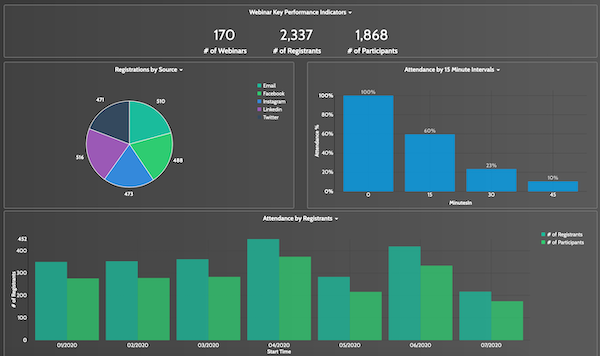 Webinar Key Performance Indicators
170 2,337 1,868
# of Webinars # of Registrants # of Participants
Registrations by Source
510
488
473
516
471
Email
Facebook
Instagram
Linkedin
Twitter
Attendance by 15 Minute Intervals
Attendance %
100%
80%
60%
40%
20%
0%
100%
60%
23%
10%
0 15 30 45
MinutesIn
Attendance by Registrants
# of Registrants
452
400
300
200
100
0
01/2020 02/2020 03/2020 04/2020 05/2020 06/2020 07/2020
Start Time
# of Registrants
# of Participants